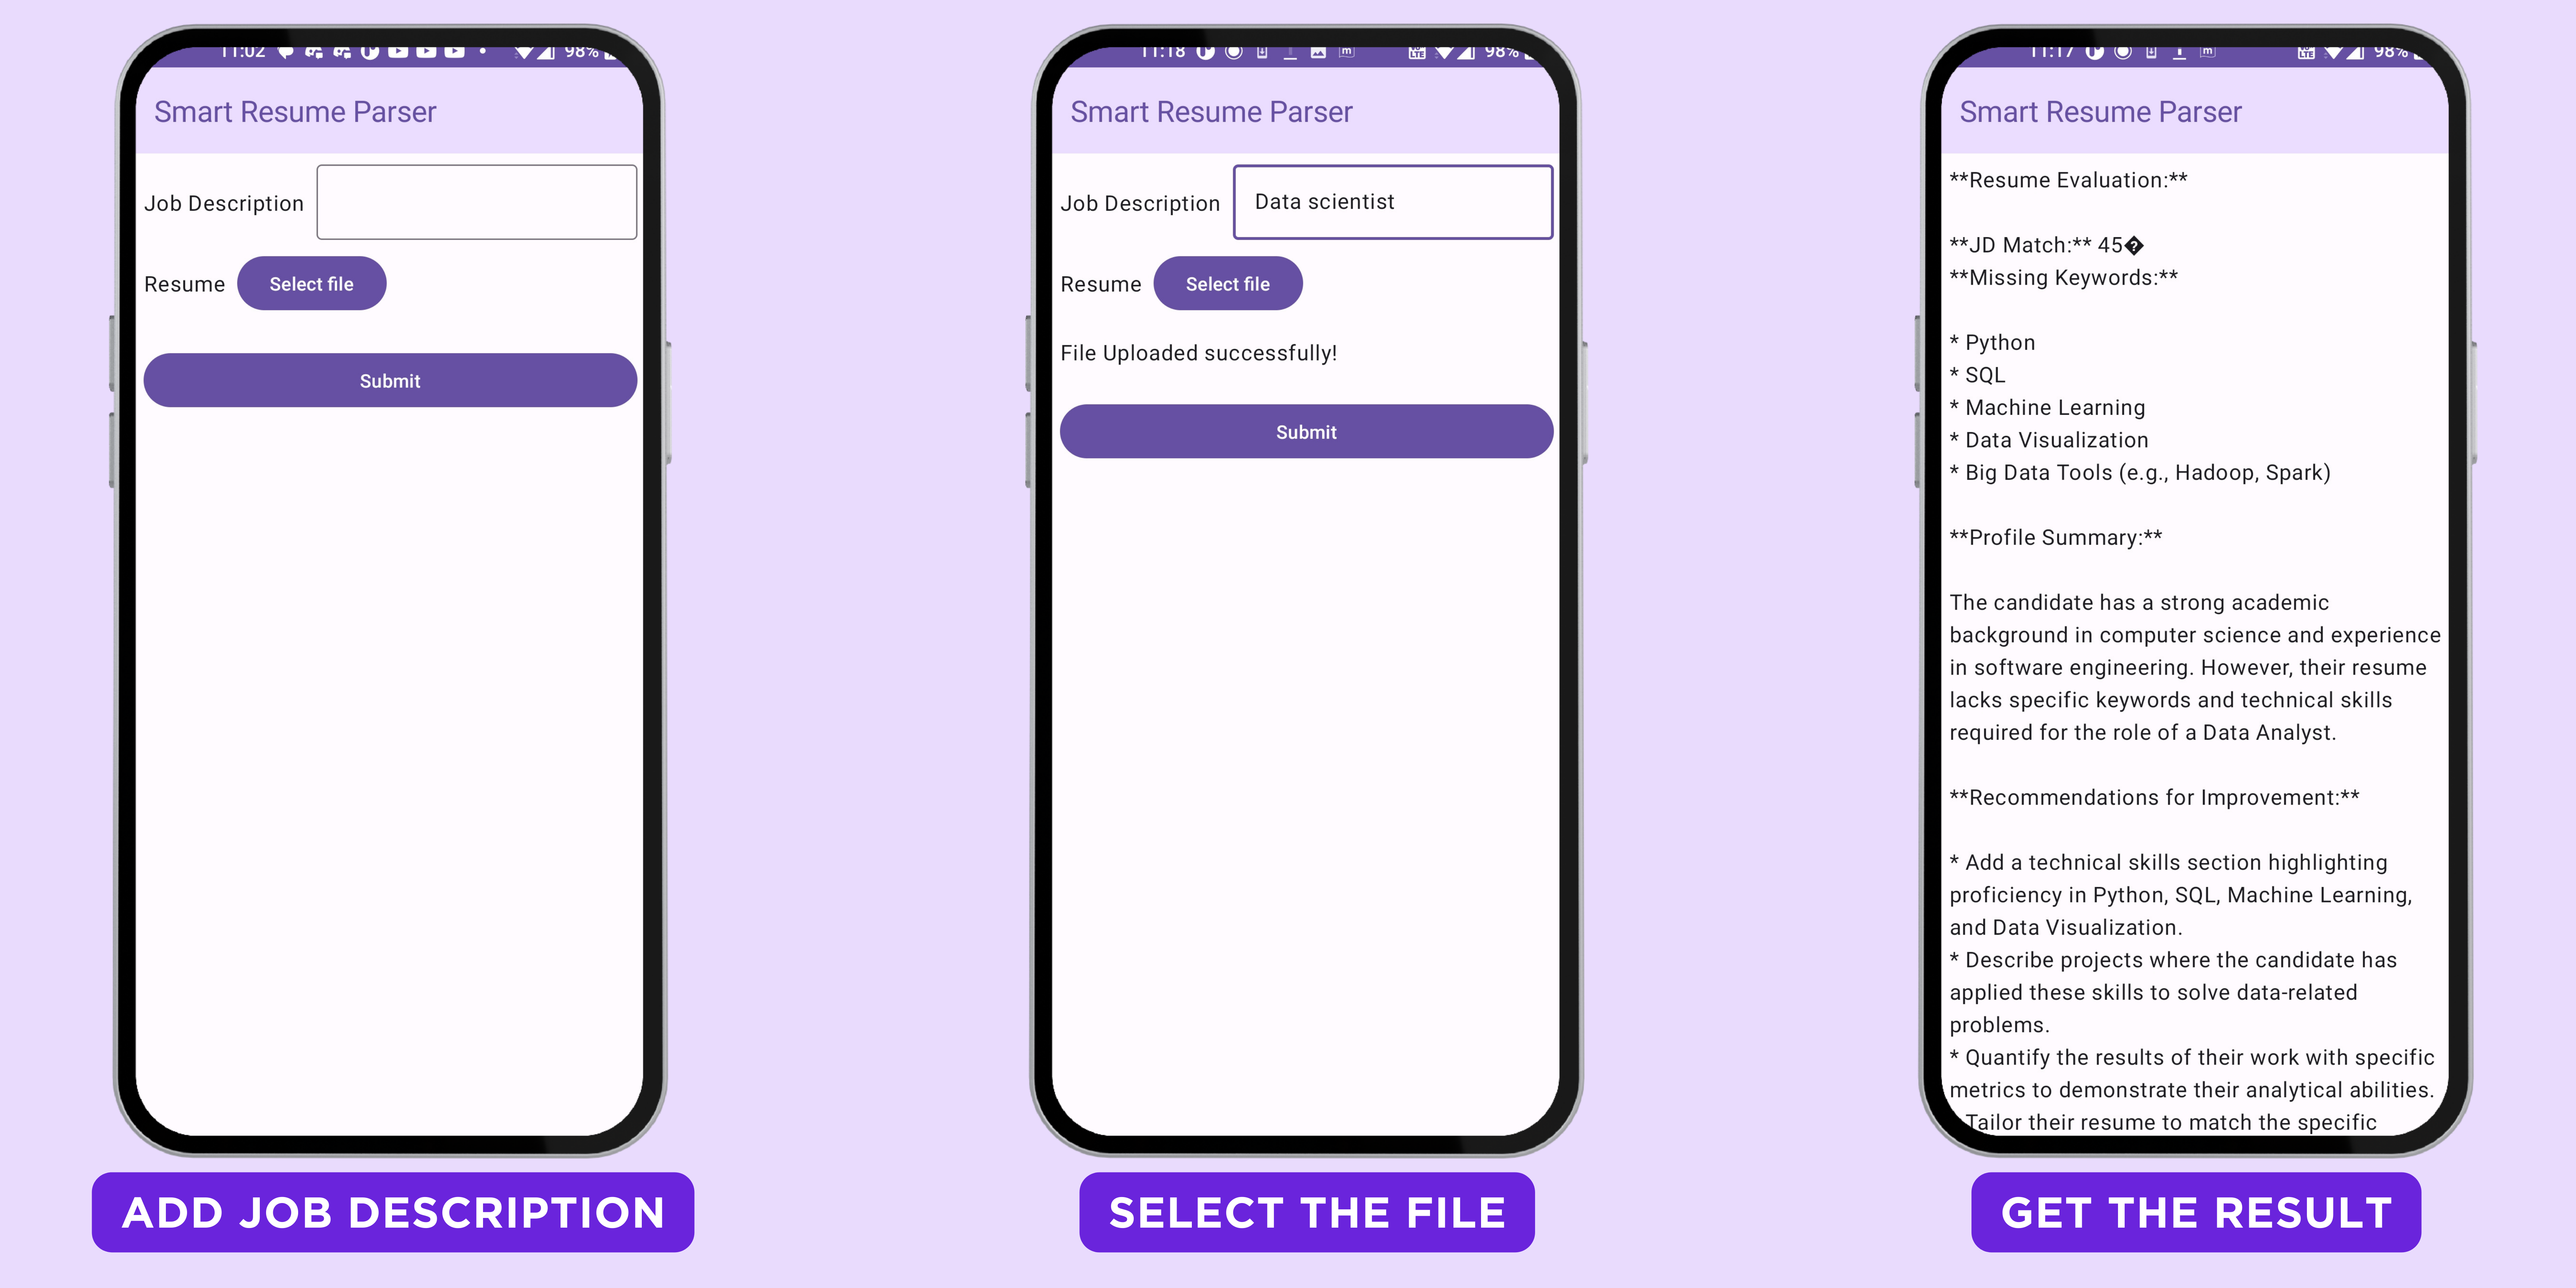 11:02 98%
Smart Resume Parser
Job Description
Resume Select file
Submit
ADD JOB DESCRIPTION
11:18 LTE 98%
Smart Resume Parser
Job Description Data scientist
Resume Select file
File Uploaded successfully!
Submit
SELECT THE FILE
11:17 LTE 98%
Smart Resume Parser
**Resume Evaluation:**
**JD Match:** 45�
**Missing Keywords:**
* Python
* SQL
* Machine Learning
* Data Visualization
* Big Data Tools (e.g., Hadoop, Spark)
**Profile Summary:**
The candidate has a strong academic
background in computer science and experience
in software engineering. However, their resume
lacks specific keywords and technical skills
required for the role of a Data Analyst.
**Recommendations for Improvement:**
* Add a technical skills section highlighting
proficiency in Python, SQL, Machine Learning,
and Data Visualization.
* Describe projects where the candidate has
applied these skills to solve data-related
problems.
* Quantify the results of their work with specific
metrics to demonstrate their analytical abilities.
Tailor their resume to match the specific
GET THE RESULT